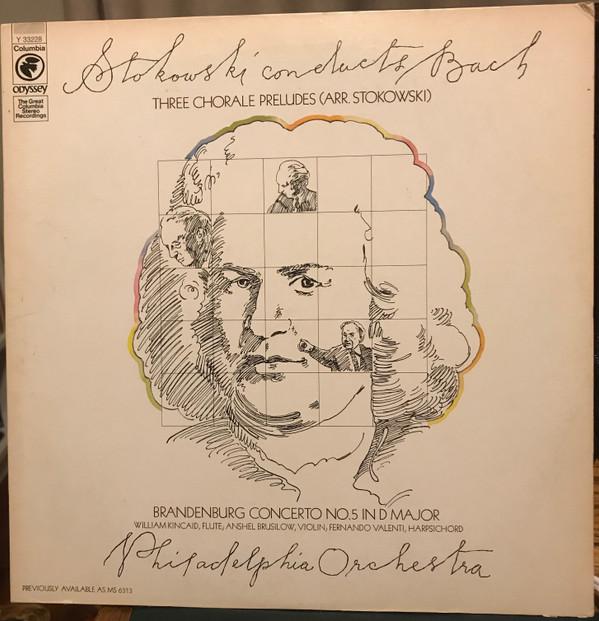 Y 33228
Columbia
ODYSSEY
The Great
Columbia
Stereo
Recordings
Stokowski conducts Bach
THREE CHORALE PRELUDES (ARR. STOKOWSKI)
BRANDENBURG CONCERTO NO. 5 IN D MAJOR
WILLIAM KINCAID, FLUTE; ANSHEL BRUSILOW, VIOLIN; FERNANDO VALENTI, HARPSICHORD
Philadelphia Orchestra
PREVIOUSLY AVAILABLE AS MS 6313